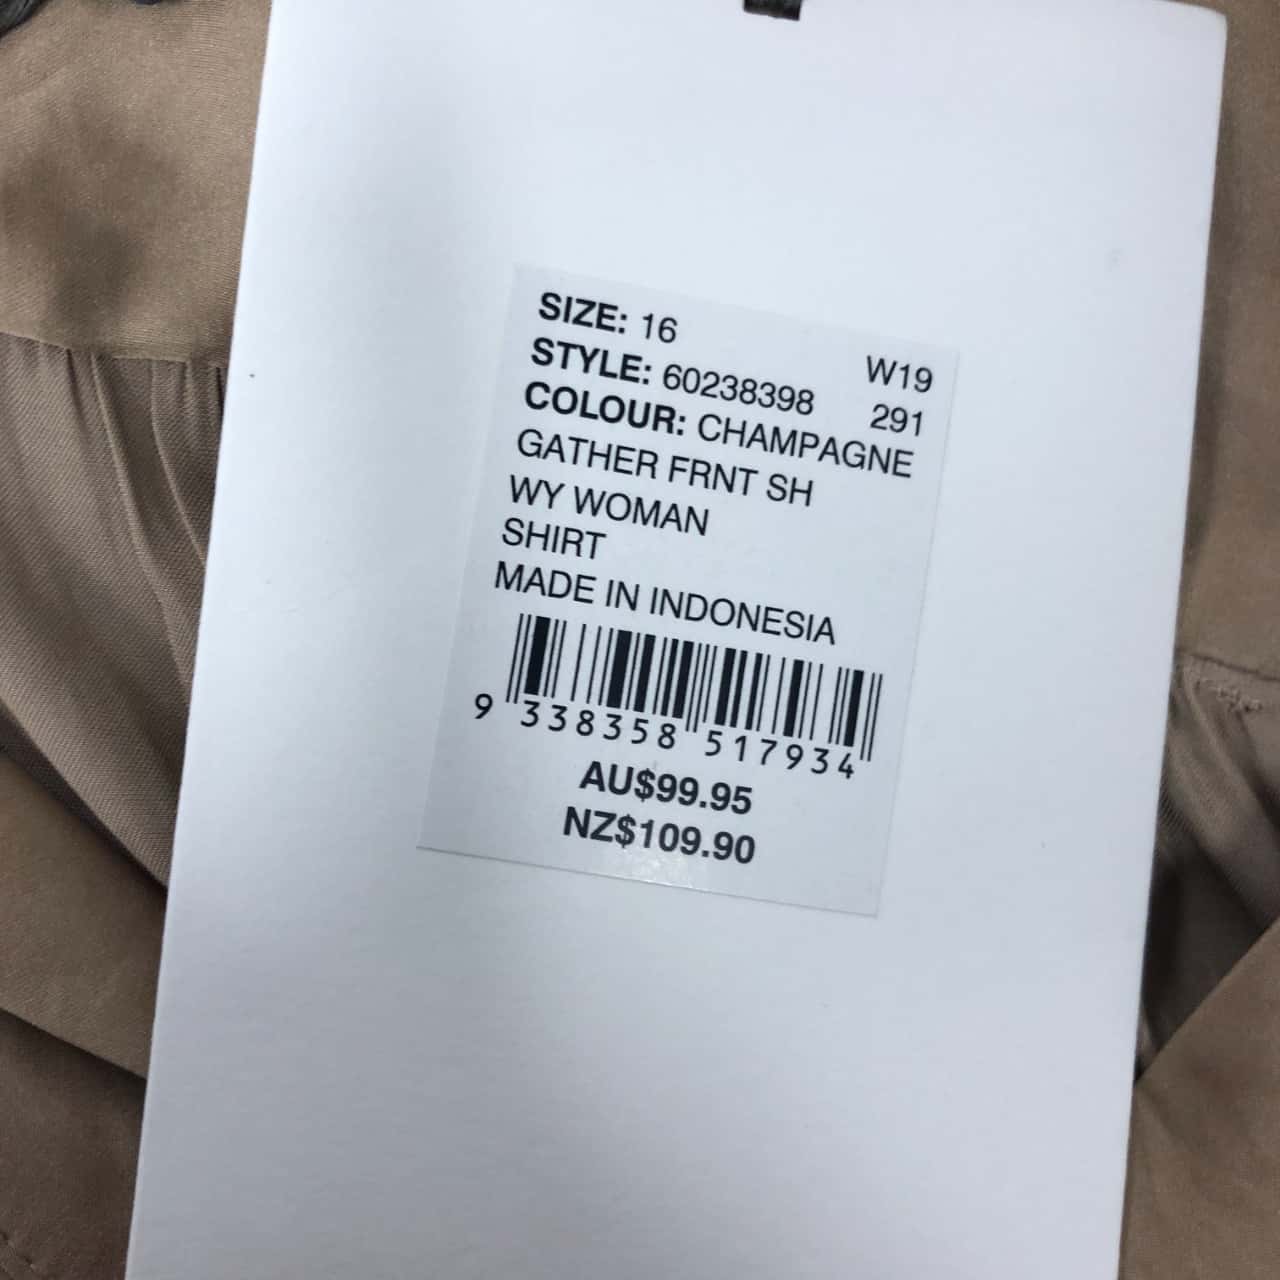 SIZE: 16
W19
STYLE: 60238398
291
COLOUR: CHAMPAGNE
GATHER FRNT SH
WY WOMAN
SHIRT
MADE IN INDONESIA
9 338358 517934
AU$99.95
NZ$109.90